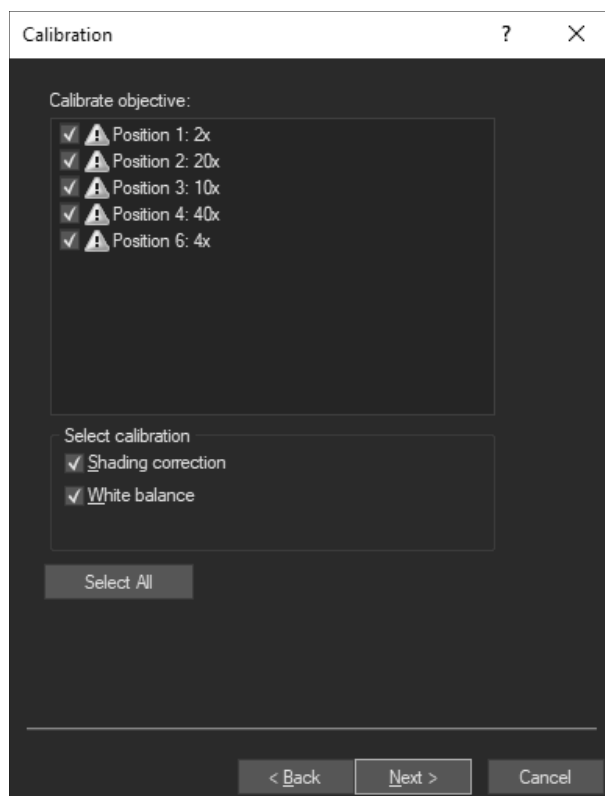 Calibration ?
Calibrate objective:
Position 1: 2x
Position 2: 20x
Position 3: 10x
Position 4: 40x
Position 6: 4x
Select calibration
Shading correction
White balance
Select All
< Back Next > Cancel